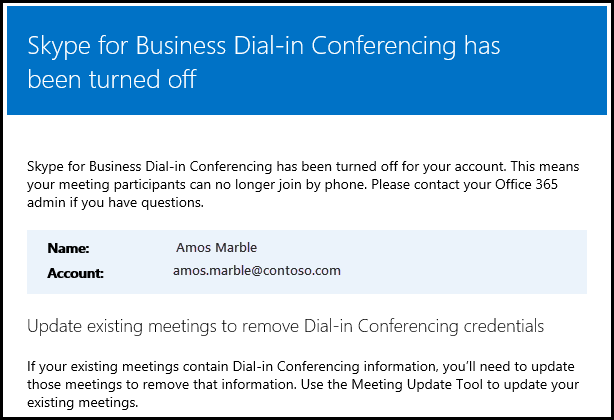 Skype for Business Dial-in Conferencing has
been turned off
Skype for Business Dial-in Conferencing has been turned off for your account. This means
your meeting participants can no longer join by phone. Please contact your Office 365
admin if you have questions.
Name: Amos Marble
Account: amos.marble@contoso.com
Update existing meetings to remove Dial-in Conferencing credentials
If your existing meetings contain Dial-in Conferencing information, you'll need to update
those meetings to remove that information. Use the Meeting Update Tool to update your
existing meetings.